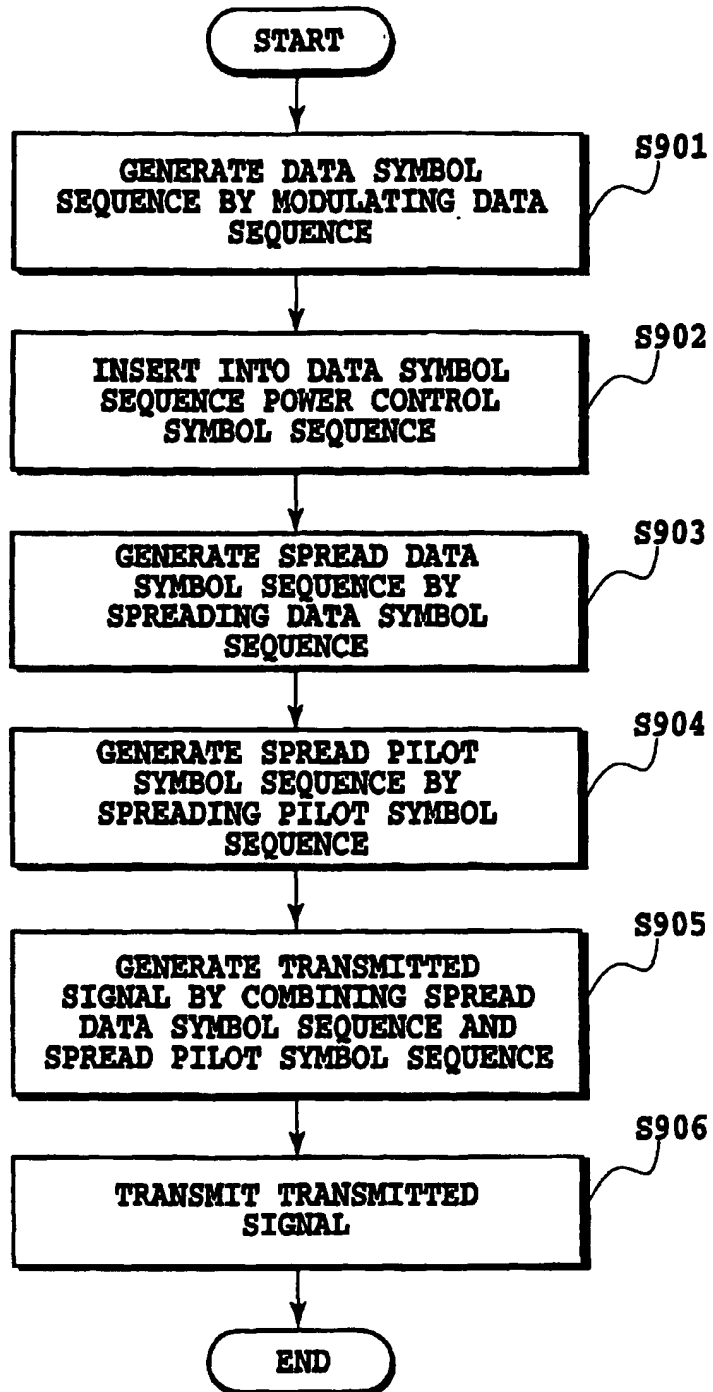 START
S901
GENERATE DATA SYMBOL
SEQUENCE BY MODULATING DATA
SEQUENCE
S902
INSERT INTO DATA SYMBOL
SEQUENCE POWER CONTROL
SYMBOL SEQUENCE
S903
GENERATE SPREAD DATA
SYMBOL SEQUENCE BY
SPREADING DATA SYMBOL
SEQUENCE
S904
GENERATE SPREAD PILOT
SYMBOL SEQUENCE BY
SPREADING PILOT SYMBOL
SEQUENCE
S905
GENERATE TRANSMITTED
SIGNAL BY COMBINING SPREAD
DATA SYMBOL SEQUENCE AND
SPREAD PILOT SYMBOL SEQUENCE
S906
TRANSMIT TRANSMITTED
SIGNAL
END